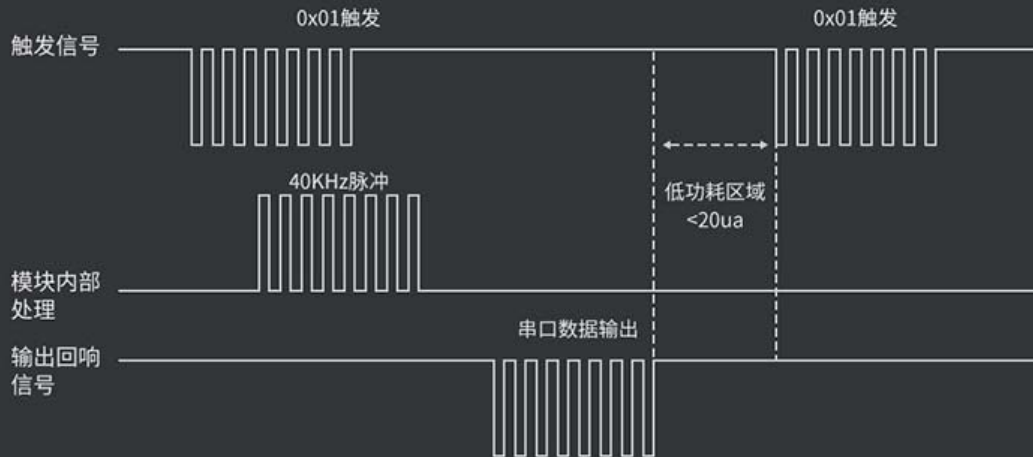 0x01触发
0x01触发
触发信号
40KHz脉冲
低功耗区域
<20ua
模块内部
处理
串口数据输出
输出回响
信号